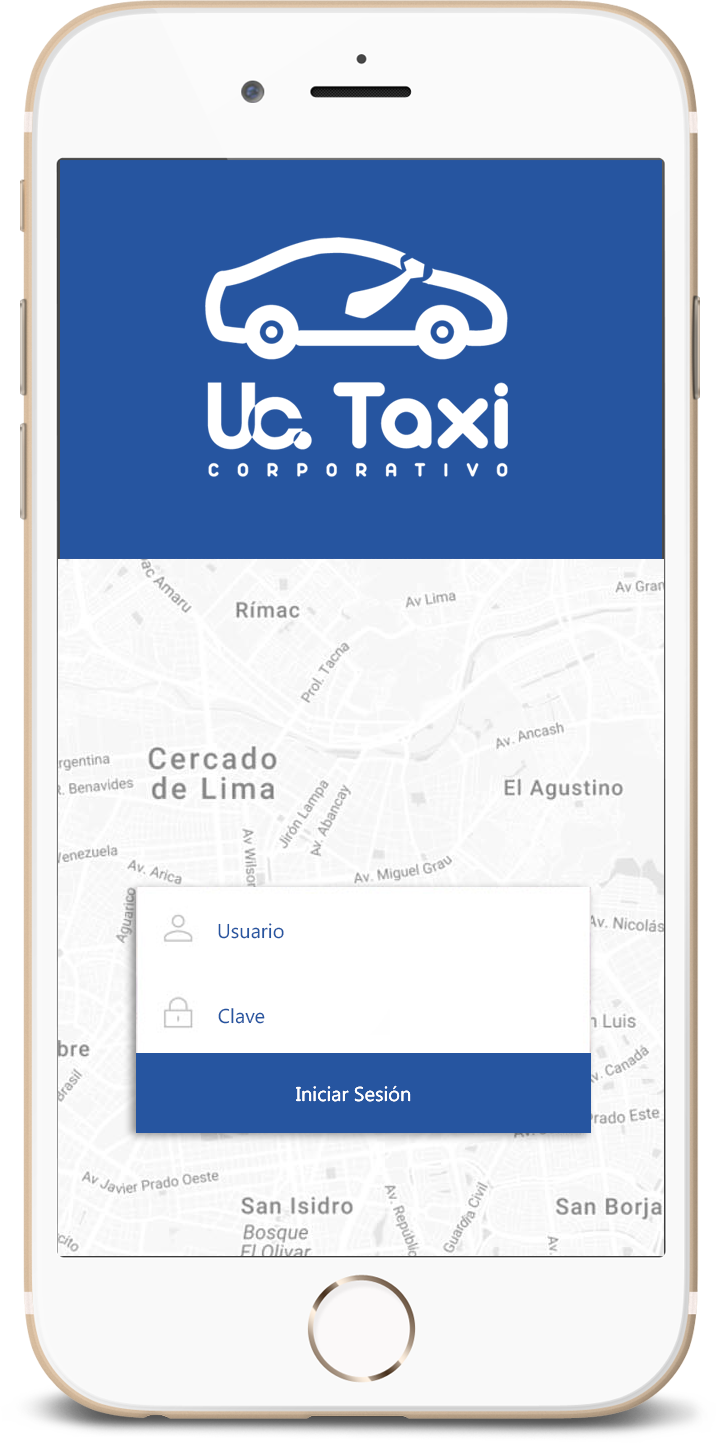 Uc. Taxi
CORPORATIVO
ac Amaru
Rímac
Av Lima
Av Gran
Prol. Tacna
Av. Ancash
rgentina
R. Benavides
Cercado
de Lima
El Agustino
Jirón Lampa
Av. Abancay
Venezuela
Av. Arica
Av Wilson
Av. Miguel Grau
Aguarico
Av. Nicolás
Usuario
Clave
n Luis
bre
Brasil
Av. Canadá
Iniciar Sesión
rado Este
Av Javier Prado Oeste
San Isidro
Bosque
El Olivar
Av. Repúblic
Guardia Civil
San Borja
Av.
cito